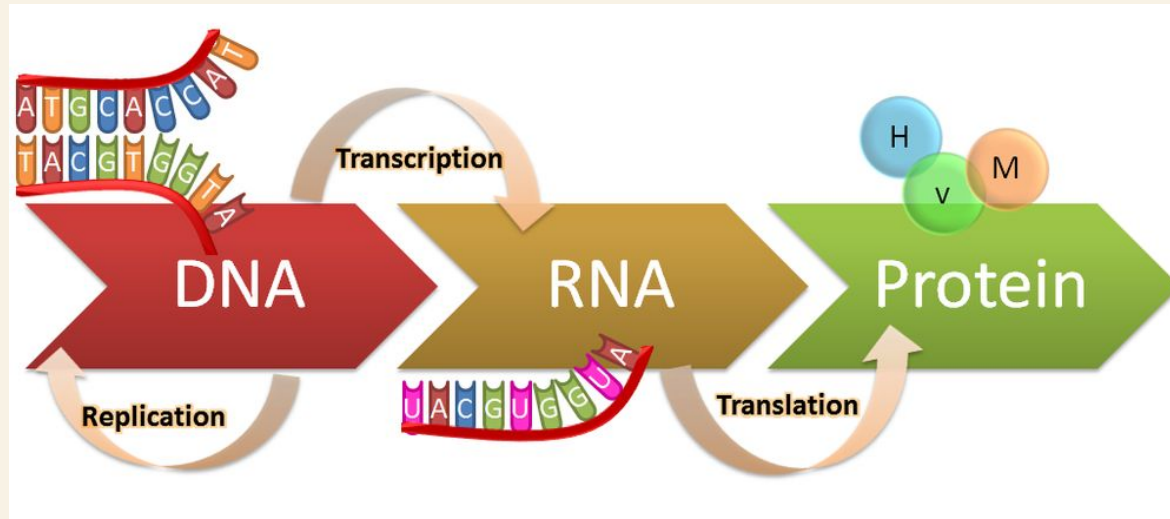 ATGCACCAT
TACGTGGTA
Transcription
H
v
M
DNA
RNA
Protein
Replication
UACGUGGUA
Translation